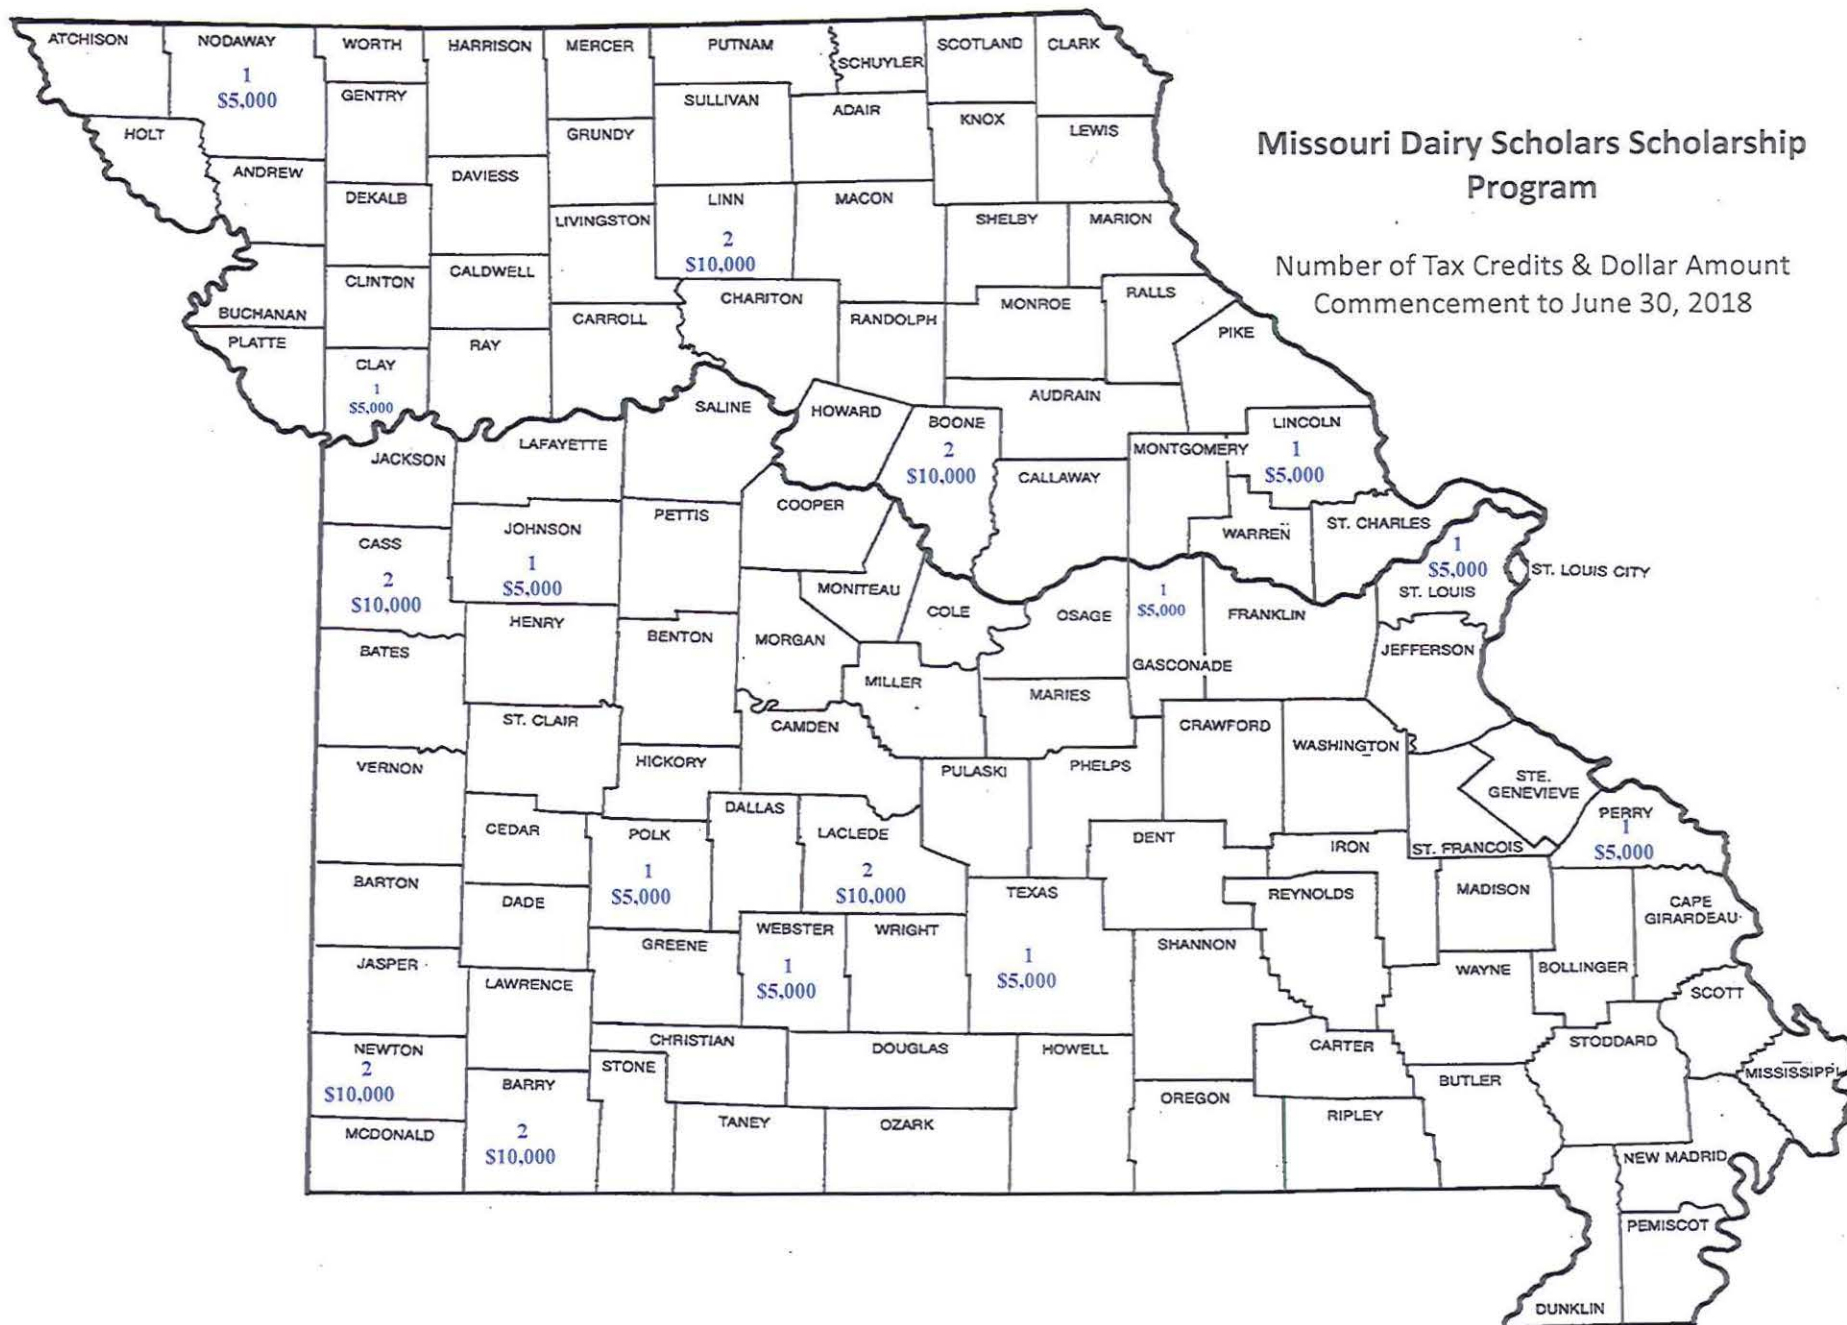 Missouri Dairy Scholars Scholarship
Program
Number of Tax Credits & Dollar Amount
Commencement to June 30, 2018
ATCHISON
NODAWAY
1
$5,000
WORTH
HARRISON
MERCER
PUTNAM
SCHUYLER
SCOTLAND
CLARK
GENTRY
SULLIVAN
ADAIR
KNOX
LEWIS
HOLT
ANDREW
DEKALB
DAVIESS
GRUNDY
LIVINGSTON
LINN
2
$10,000
MACON
SHELBY
MARION
BUCHANAN
CLINTON
CALDWELL
CARROLL
CHARITON
RANDOLPH
MONROE
RALLS
PIKE
PLATTE
CLAY
1
$5,000
RAY
SALINE
HOWARD
BOONE
2
$10,000
AUDRAIN
CALLAWAY
MONTGOMERY
LINCOLN
1
$5,000
JACKSON
LAFAYETTE
COOPER
WARREN
ST. CHARLES
1
$5,000
ST. LOUIS
ST. LOUIS CITY
CASS
2
$10,000
JOHNSON
1
$5,000
PETTIS
MONITEAU
COLE
OSAGE
1
$5,000
GASCONADE
FRANKLIN
JEFFERSON
BATES
HENRY
BENTON
MORGAN
MILLER
MARIES
VERNON
ST. CLAIR
HICKORY
CAMDEN
PULASKI
PHELPS
CRAWFORD
WASHINGTON
STE.
GENEVIEVE
PERRY
1
$5,000
CEDAR
POLK
1
$5,000
DALLAS
LACLEDE
2
$10,000
DENT
IRON
ST. FRANCOIS
BARTON
DADE
TEXAS
1
$5,000
REYNOLDS
MADISON
CAPE
GIRARDEAU
JASPER
LAWRENCE
GREENE
WEBSTER
1
$5,000
WRIGHT
SHANNON
WAYNE
BOLLINGER
SCOTT
NEWTON
2
$10,000
BARRY
2
$10,000
STONE
CHRISTIAN
DOUGLAS
HOWELL
CARTER
BUTLER
STODDARD
MISSISSIPPI
MCDONALD
TANEY
OZARK
OREGON
RIPLEY
NEW MADRID
PEMISCOT
DUNKLIN